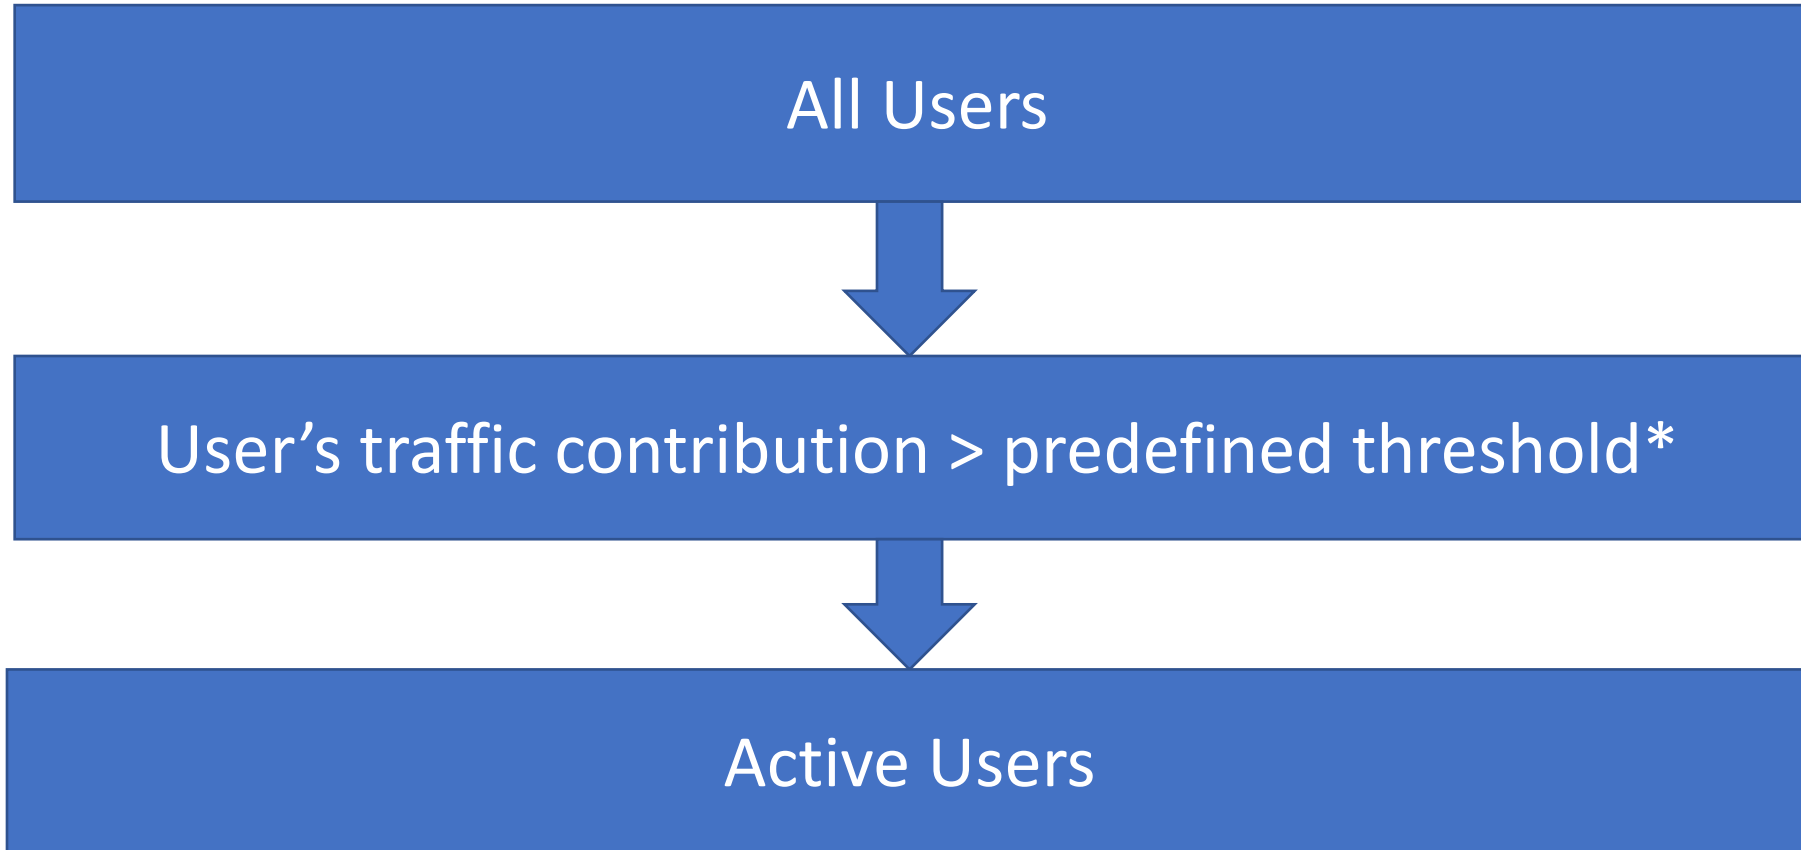 All Users
User’s traffic contribution > predefined threshold*
Active Users